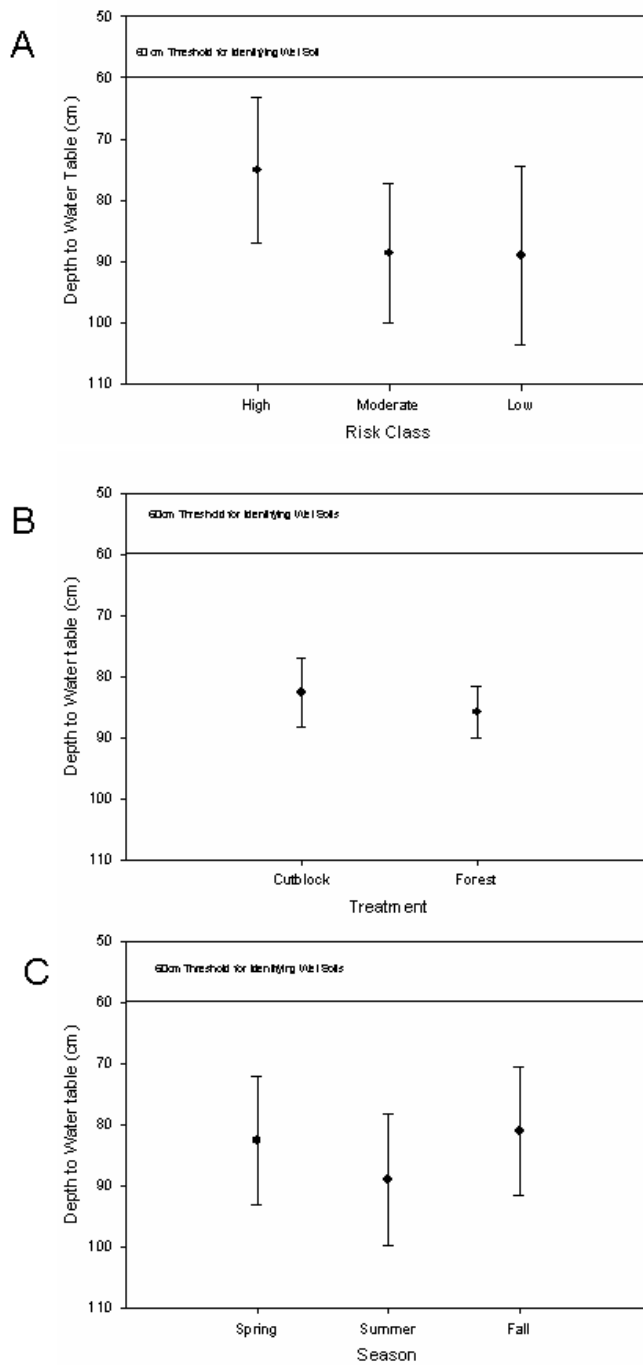 A
50
60 cm Threshold for Identifying Wet Soil
60
70
80
90
100
110
Depth to Water Table (cm)
High Moderate Low
Risk Class
B
50
60cm Threshold for Identifying Wet Soils
60
70
80
90
100
110
Depth to Water table (cm)
Cutblock Forest
Treatment
C
50
60cm Threshold for Identifying Wet Soils
60
70
80
90
100
110
Depth to Water table (cm)
Spring Summer Fall
Season